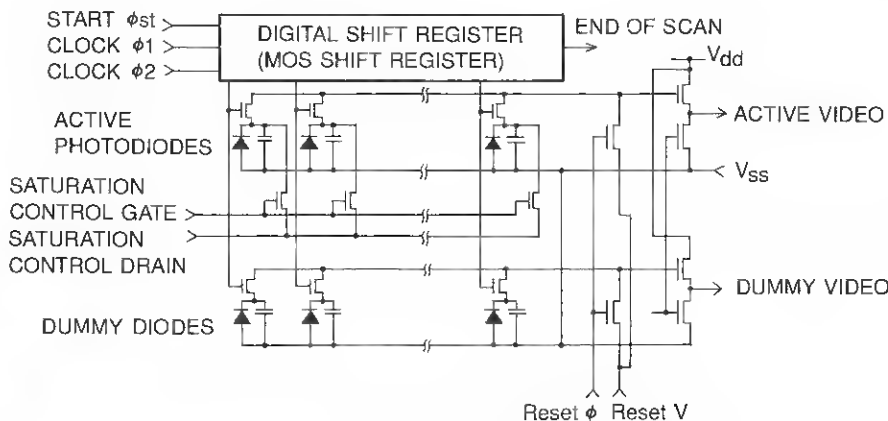 START φst
CLOCK φ1
CLOCK φ2
DIGITAL SHIFT REGISTER
(MOS SHIFT REGISTER)
END OF SCAN
Vdd
ACTIVE VIDEO
ACTIVE
PHOTODIODES
Vss
SATURATION
CONTROL GATE
SATURATION
CONTROL DRAIN
DUMMY VIDEO
DUMMY DIODES
Reset φ
Reset V